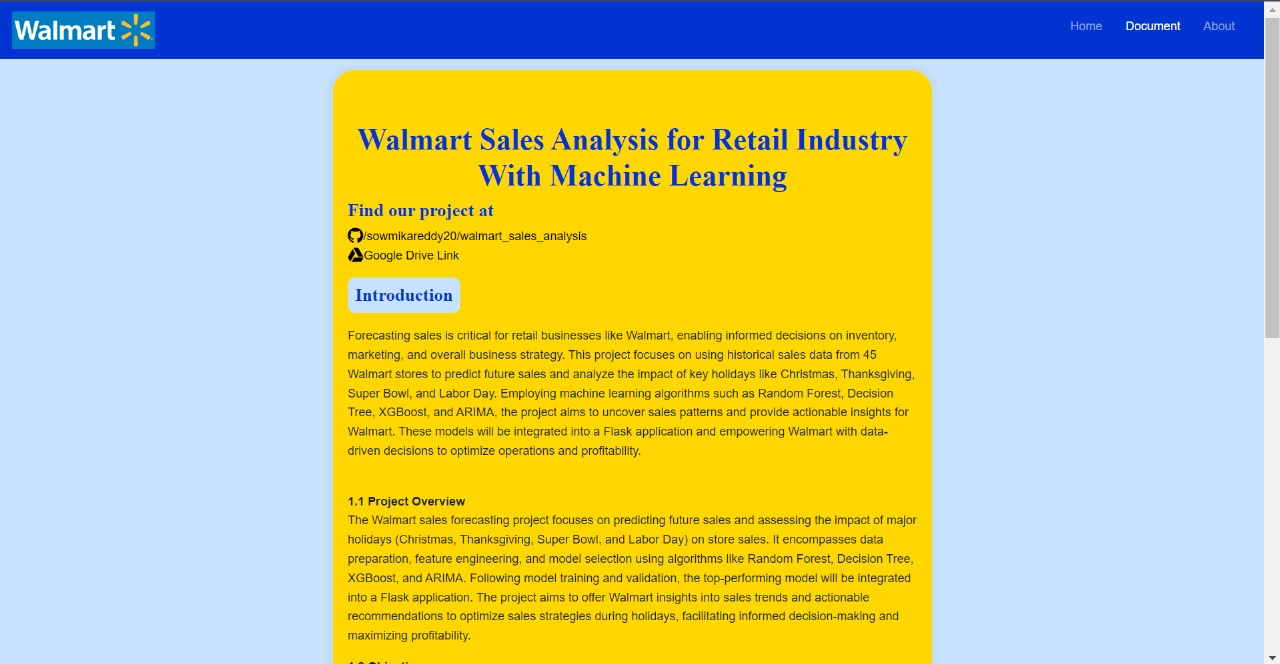 Walmart
Home Document About
Walmart Sales Analysis for Retail Industry
With Machine Learning
Find our project at
/sowmikareddy20/walmart_sales_analysis
Google Drive Link
Introduction
Forecasting sales is critical for retail businesses like Walmart, enabling informed decisions on inventory,
marketing, and overall business strategy. This project focuses on using historical sales data from 45
Walmart stores to predict future sales and analyze the impact of key holidays like Christmas, Thanksgiving,
Super Bowl, and Labor Day. Employing machine learning algorithms such as Random Forest, Decision
Tree, XGBoost, and ARIMA, the project aims to uncover sales patterns and provide actionable insights for
Walmart. These models will be integrated into a Flask application and empowering Walmart with data-
driven decisions to optimize operations and profitability.
1.1 Project Overview
The Walmart sales forecasting project focuses on predicting future sales and assessing the impact of major
holidays (Christmas, Thanksgiving, Super Bowl, and Labor Day) on store sales. It encompasses data
preparation, feature engineering, and model selection using algorithms like Random Forest, Decision Tree,
XGBoost, and ARIMA. Following model training and validation, the top-performing model will be integrated
into a Flask application. The project aims to offer Walmart insights into sales trends and actionable
recommendations to optimize sales strategies during holidays, facilitating informed decision-making and
maximizing profitability.